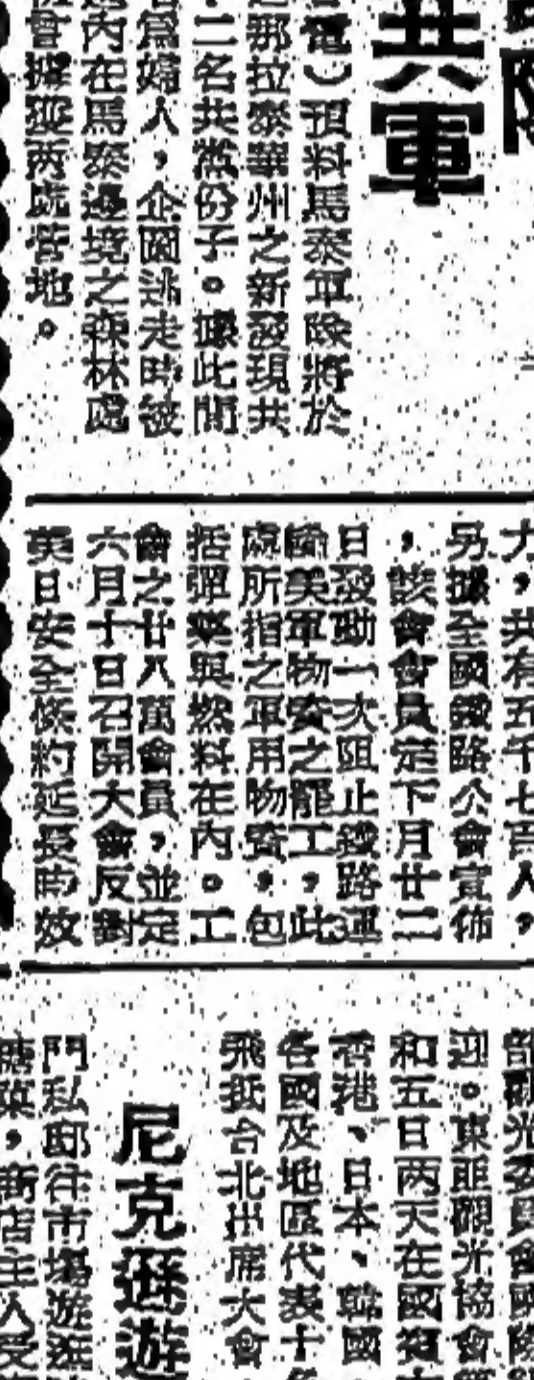 共軍
電）預料馬泰軍隊將於
那拉泰華州之新發現共
二名共黨份子。據此間
為婦人，企圖逃走時被
內在馬泰邊境之森林處
會據亞两處營地。
力，共有五千七百人，
另據全國鐵路公會宣佈
，該會會員定下月廿二
日發動一次阻止鐵路運
輸美軍物資之罷工，此
處所指之軍用物資，包
括彈藥與燃料在內。工
會之廿八萬會員，並定
六月十日召開大會反對
美日安全條約延長時效
部觀光委員會國際
迎。東距觀光協會
和五日两天在國
香港、日本、韓國
各國及地區代表十
飛抵台北出席大會
尼克遜遊
門私邸往市場遊逛
糖菓，商店主人受